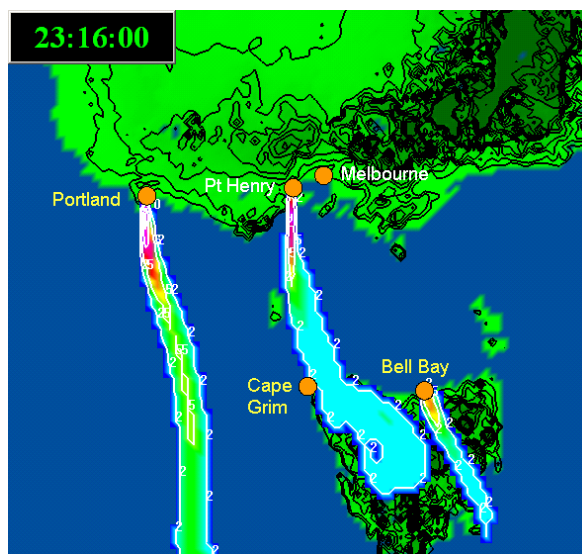 23:16:00
Melbourne
Pt Henry
Portland
Bell Bay
Cape
Grim